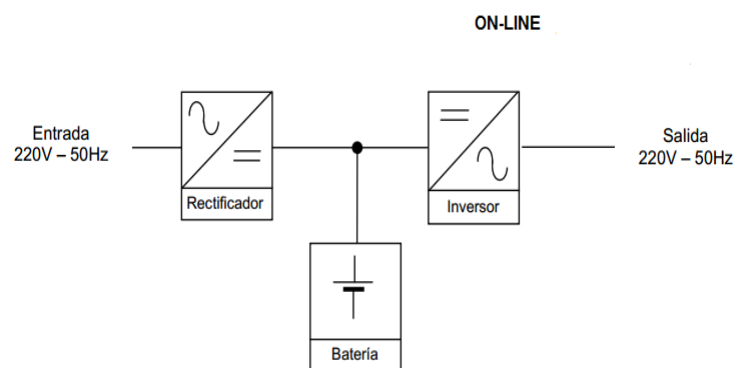 ON-LINE
Entrada
220V – 50Hz
Rectificador
Inversor
Salida
220V – 50Hz
Batería